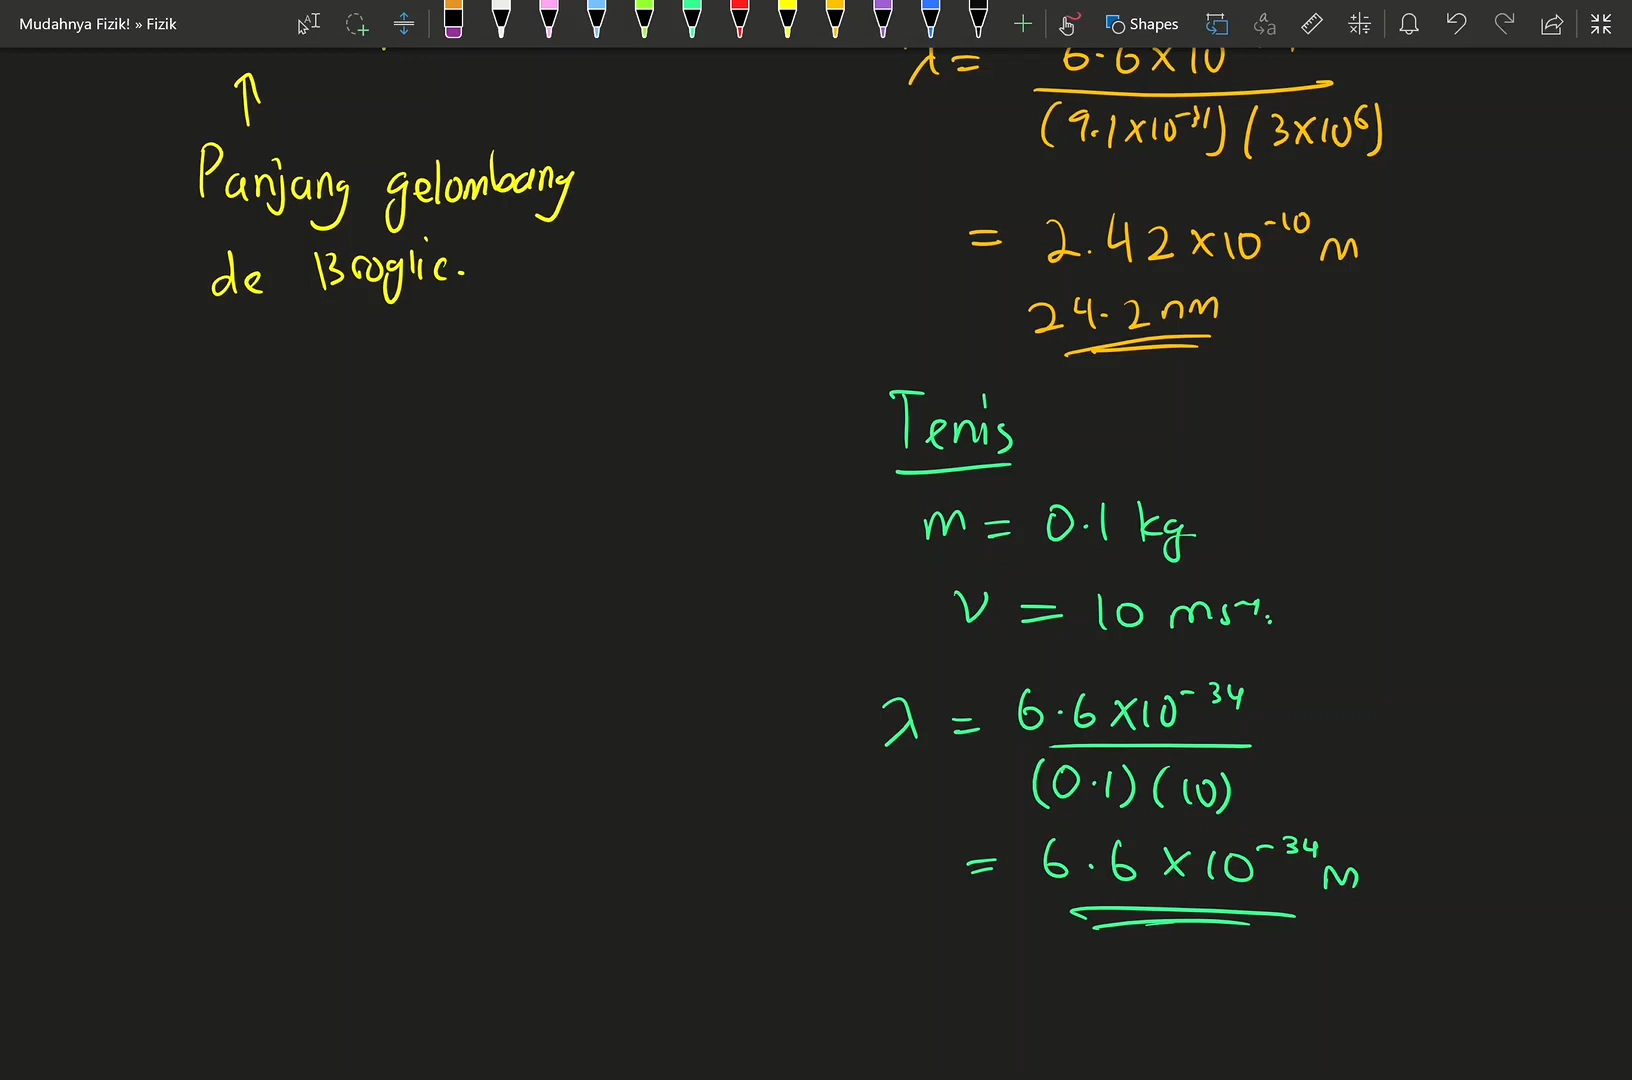 Mudahnya Fizik! » Fizik
Shapes
↑
Panjang gelombang
de Broglie.
λ = 6.6 × 10
(9.1 × 10⁻³¹) (3 × 10⁶)
= 2.42 × 10⁻¹⁰ m
24.2 nm
Tenis
m = 0.1 kg
v = 10 ms⁻¹.
λ = 6.6 × 10⁻³⁴
(0.1) (10)
= 6.6 × 10⁻³⁴ m